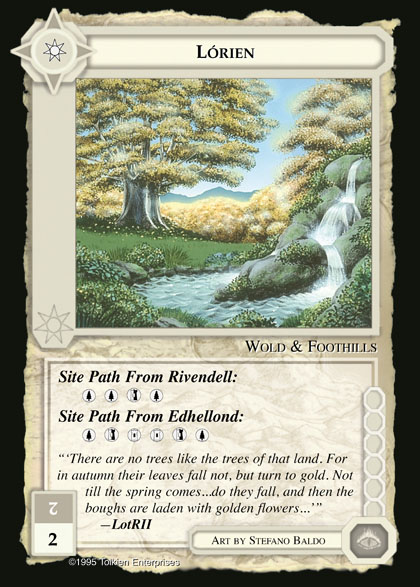 LÓRIEN
WOLD & FOOTHILLS
Site Path From Rivendell:
Site Path From Edhellond:
“‘There are no trees like the trees of that land. For
in autumn their leaves fall not, but turn to gold. Not
till the spring comes...do they fall, and then the
boughs are laden with golden flowers...’”
—LotRII
2
2
ART BY STEFANO BALDO
©1995 Tolkien Enterprises